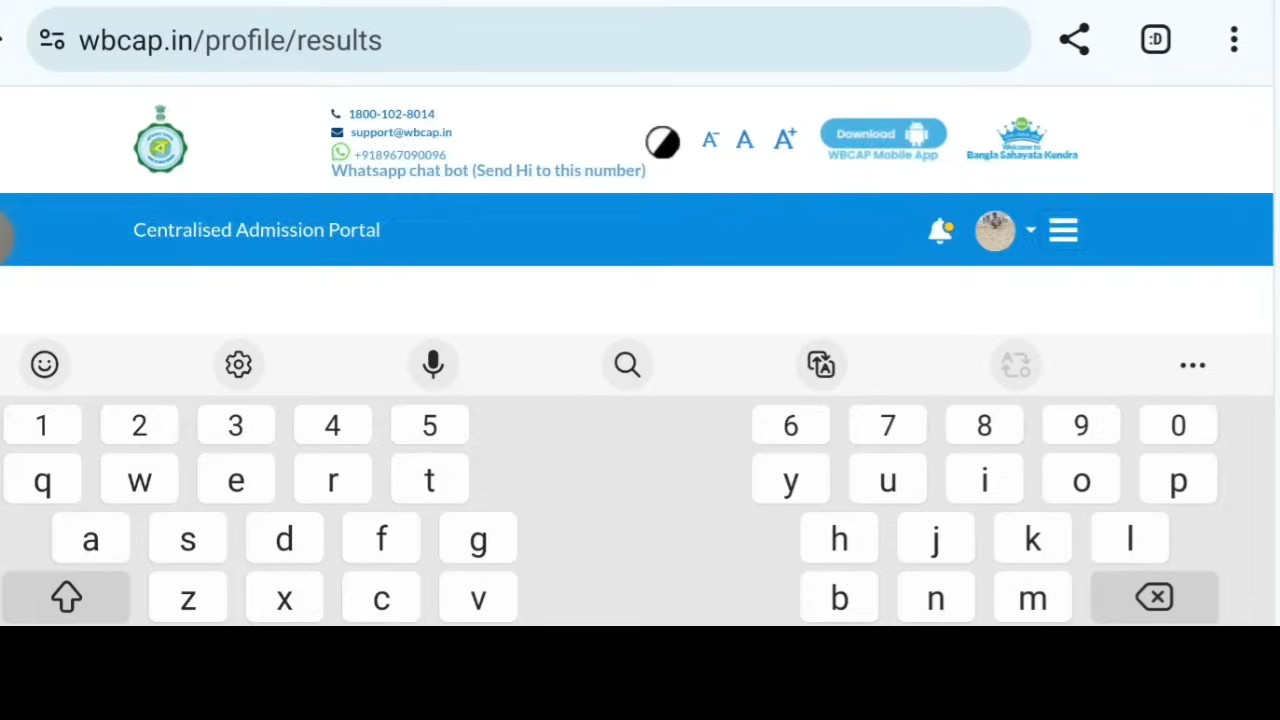 wbcap.in/profile/results
:D
1800-102-8014
support@wbcap.in
+918967090096
Whatsapp chat bot (Send Hi to this number)
A- A A+
Download
WBCAP Mobile App
Welcome to
Bangla Sahayata Kendra
Centralised Admission Portal
1 2 3 4 5 6 7 8 9 0
q w e r t y u i o p
a s d f g h j k l
z x c v b n m